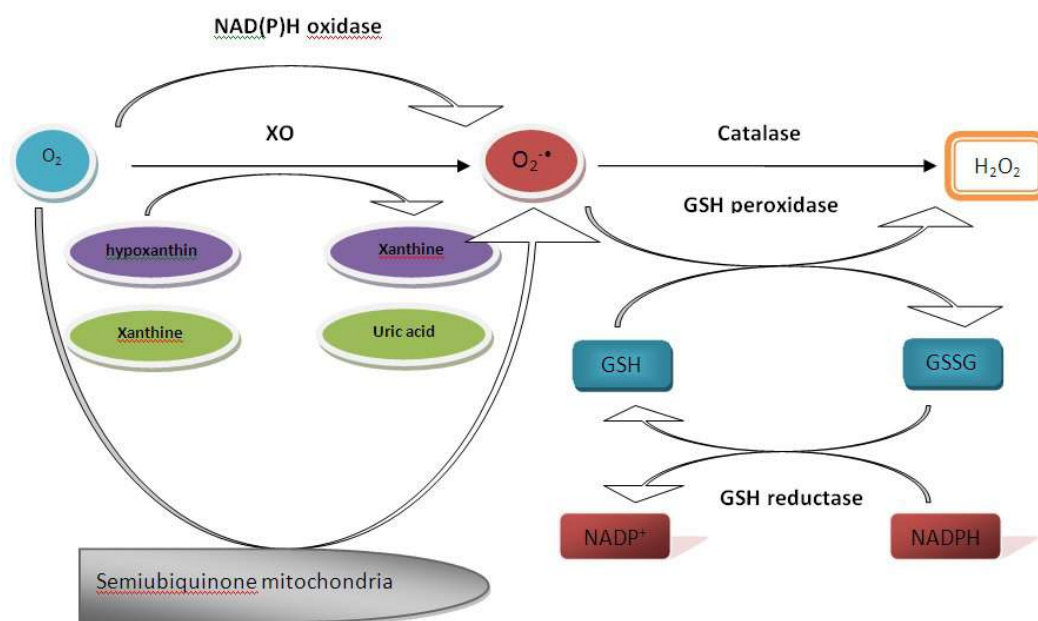 NAD(P)H oxidase
O₂
XO
O₂⁻•
Catalase
H₂O₂
GSH peroxidase
hypoxanthin
Xanthine
Xanthine
Uric acid
GSH
GSSG
GSH reductase
NADP⁺
NADPH
Semiubiquinone mitochondria